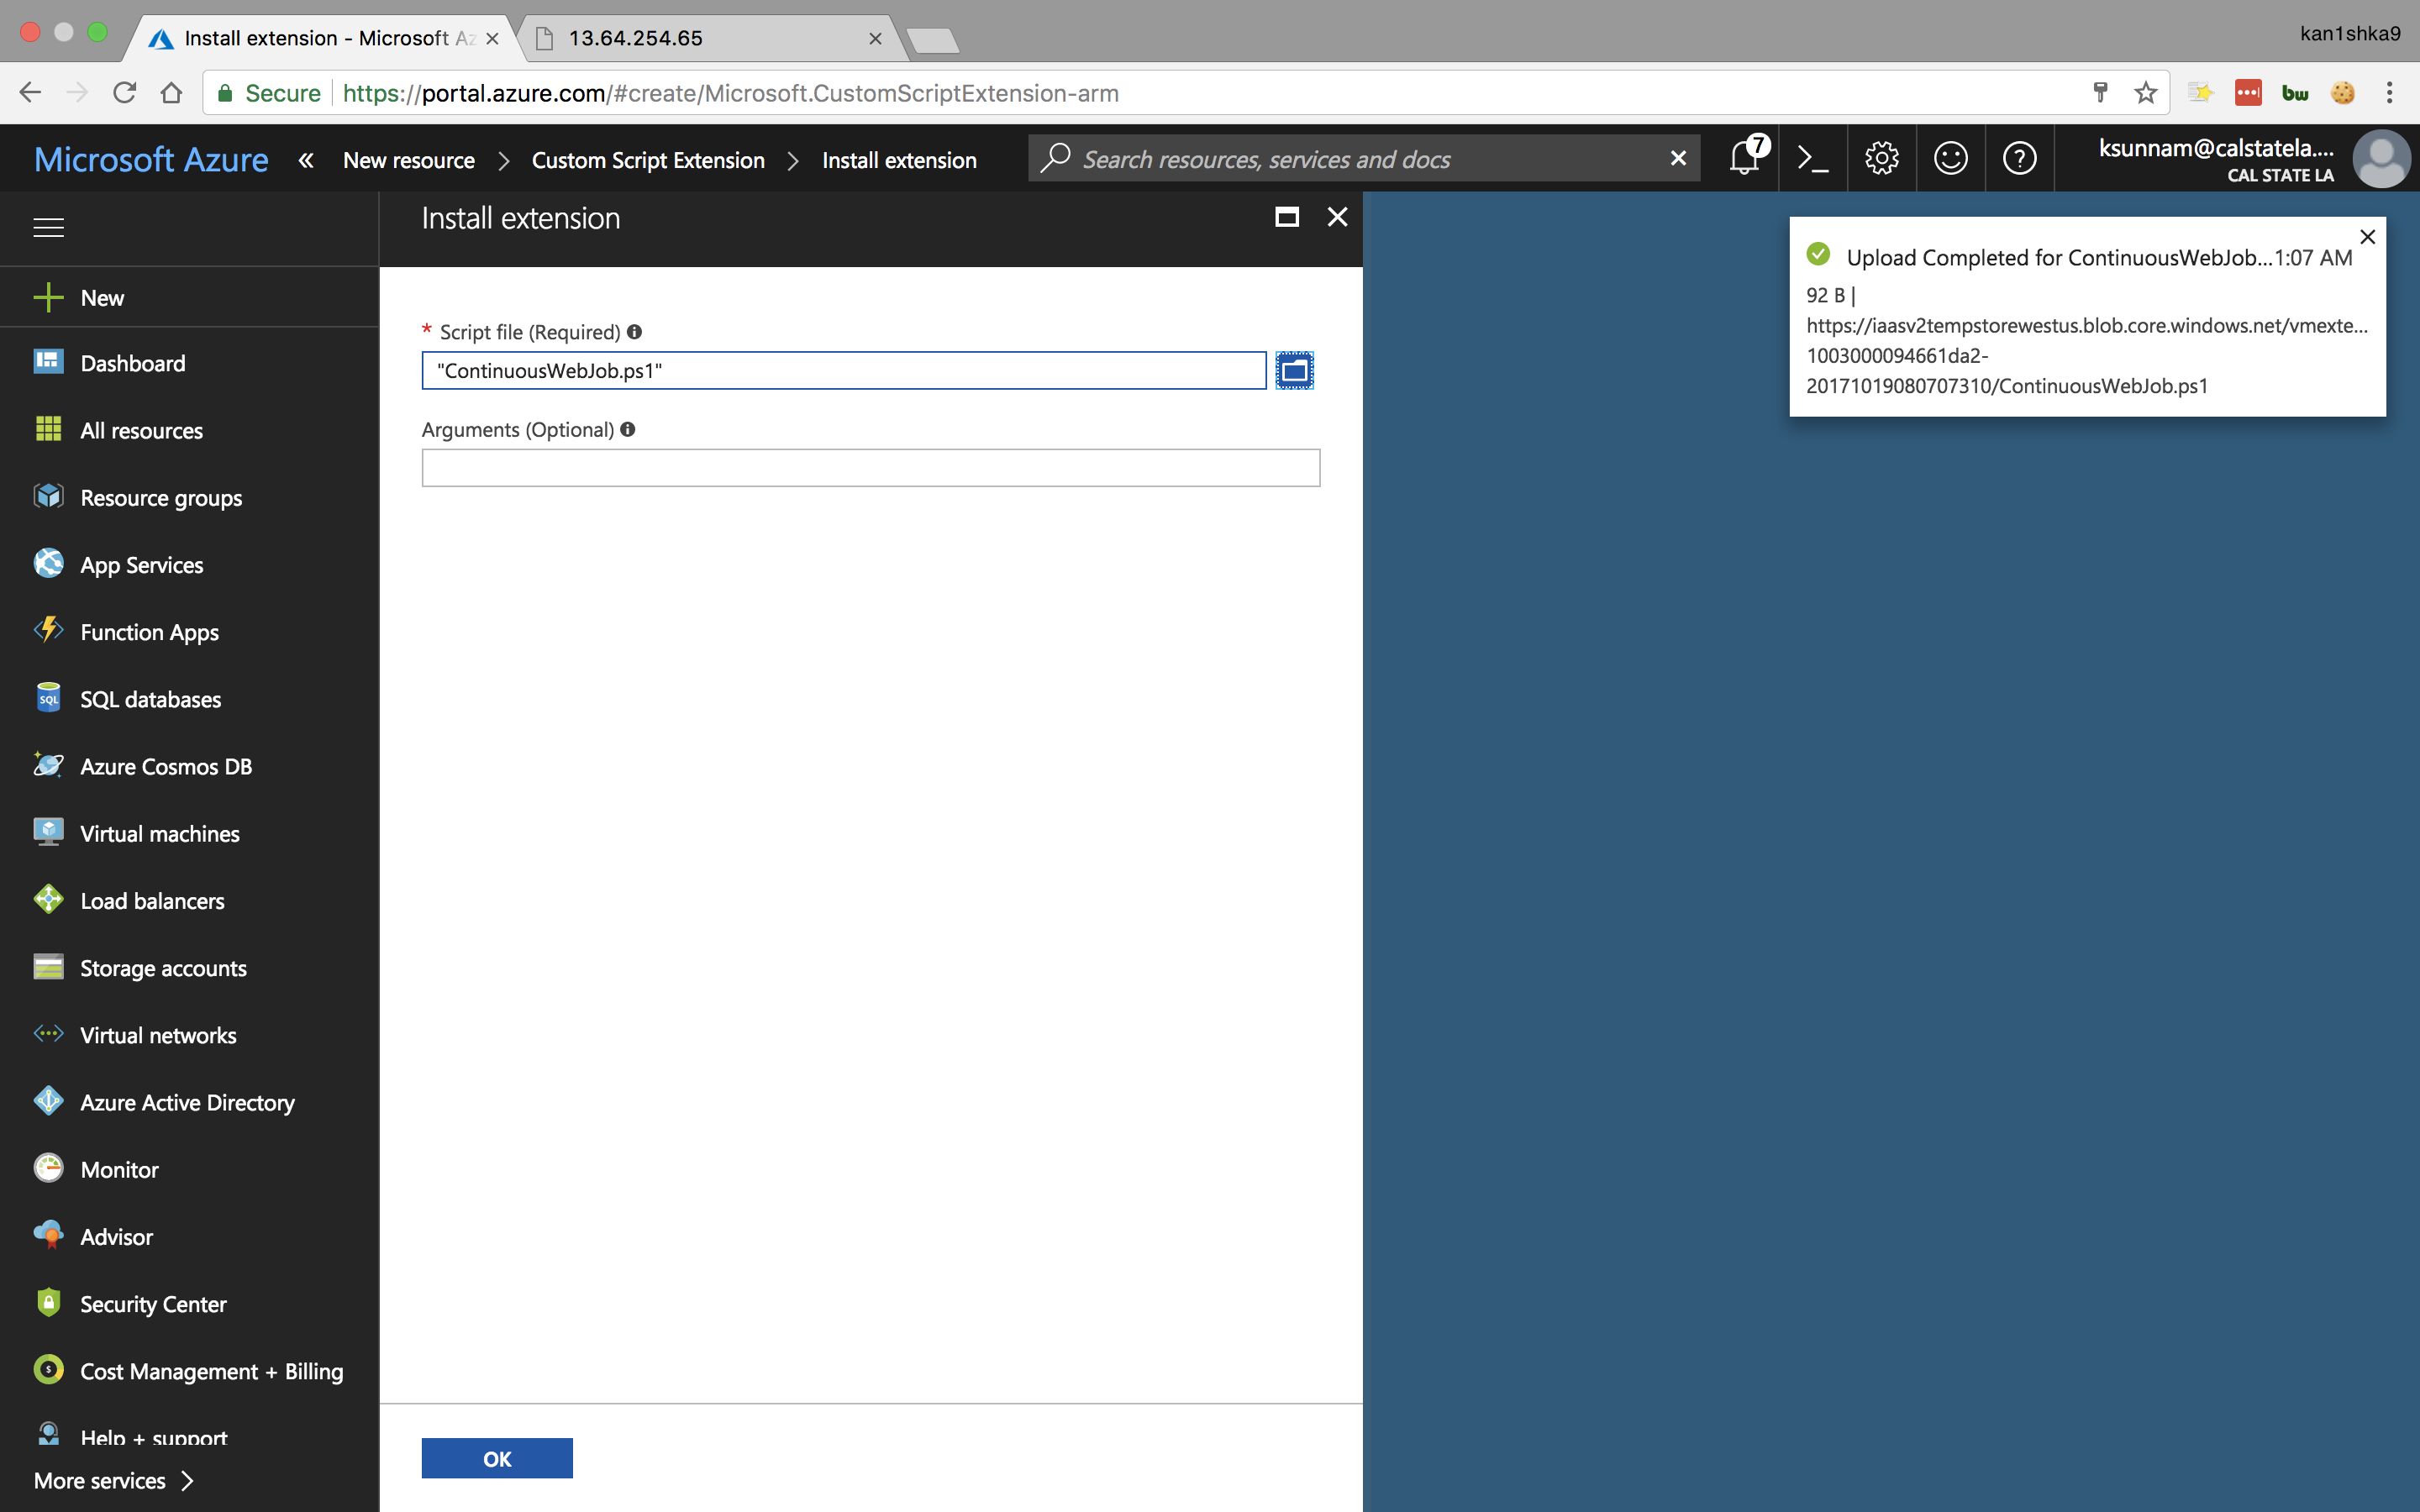 Install extension - Microsoft Az
13.64.254.65
kan1shka9
Secure
https://portal.azure.com/#create/Microsoft.CustomScriptExtension-arm
bw
Microsoft Azure
New resource
Custom Script Extension
Install extension
Search resources, services and docs
7
ksunnam@calstatela....
CAL STATE LA
Install extension
Upload Completed for ContinuousWebJob...1:07 AM
92 B |
https://iaasv2tempstorewestus.blob.core.windows.net/vmexte...
1003000094661da2-
20171019080707310/ContinuousWebJob.ps1
* Script file (Required)
"ContinuousWebJob.ps1"
Arguments (Optional)
New
Dashboard
All resources
Resource groups
App Services
Function Apps
SQL
SQL databases
Azure Cosmos DB
Virtual machines
Load balancers
Storage accounts
Virtual networks
Azure Active Directory
Monitor
Advisor
Security Center
Cost Management + Billing
Help + support
More services
OK